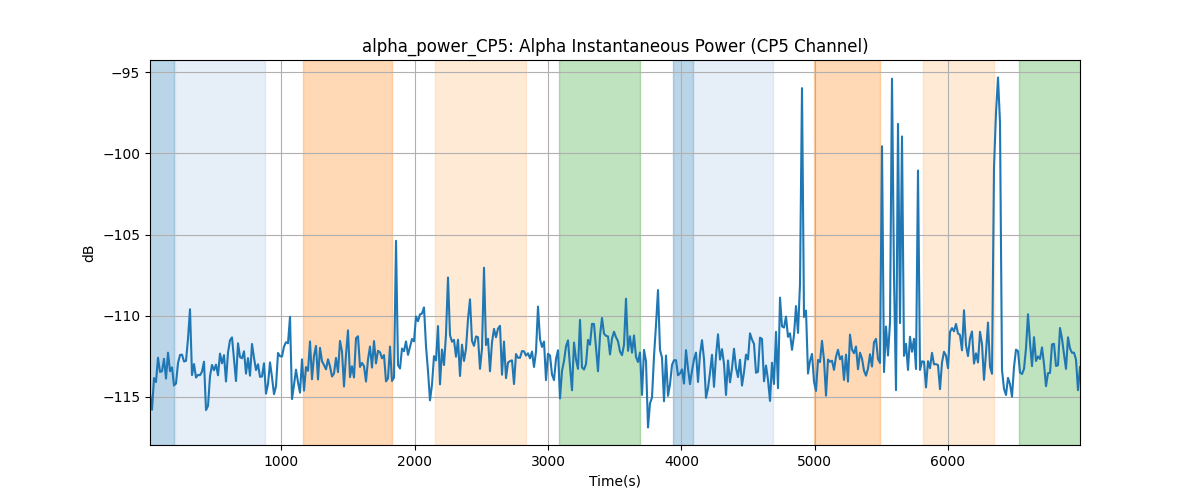 alpha_power_CP5: Alpha Instantaneous Power (CP5 Channel)
−95
−100
−105
−110
−115
dB
1000 2000 3000 4000 5000 6000
Time(s)